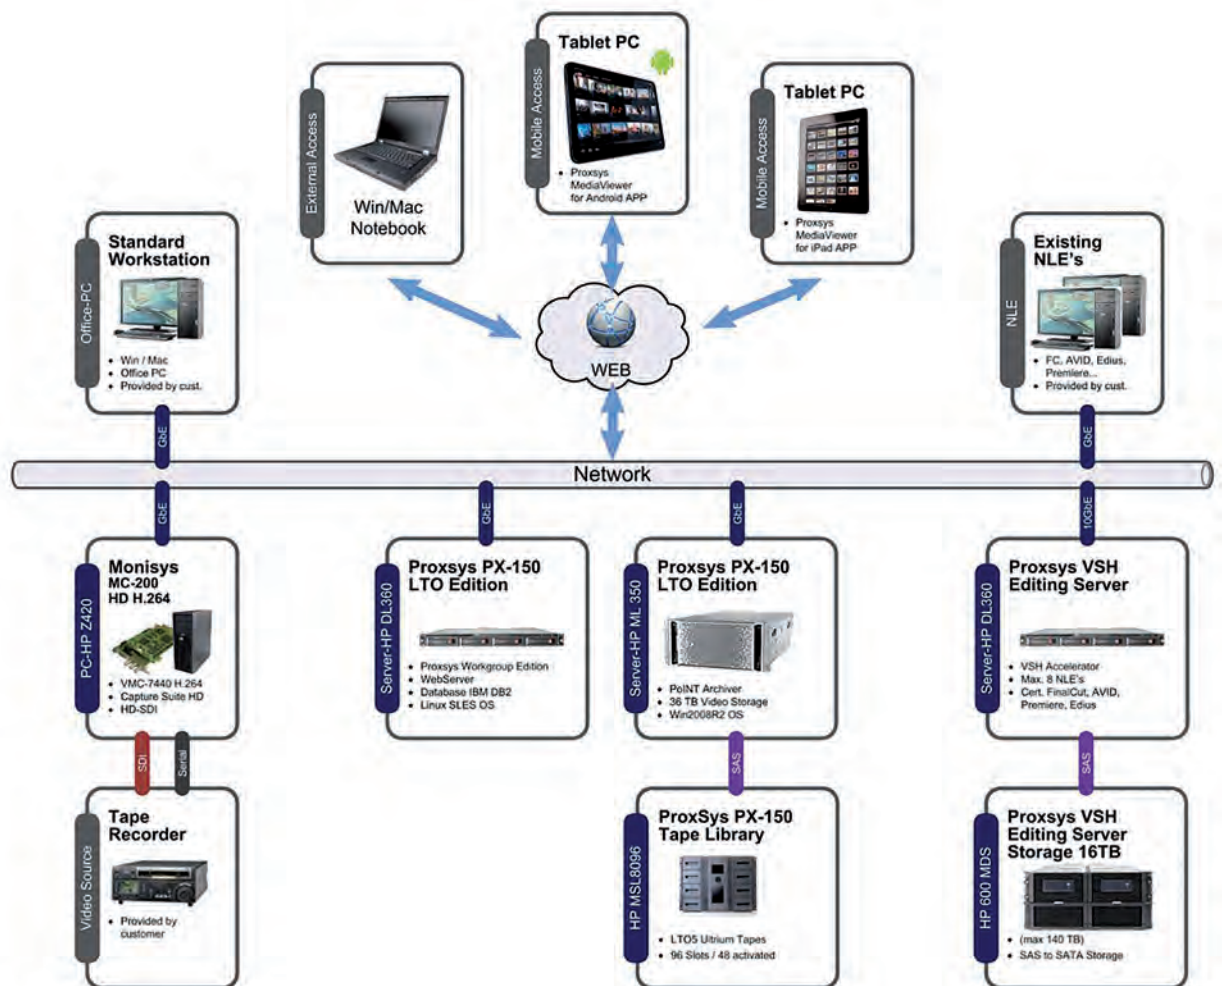 Tablet PC
Mobile Access
Proxsys
MediaViewer
for Android APP
External Access
Win/Mac
Notebook
Tablet PC
Mobile Access
Proxsys
MediaViewer
for iPad APP
Standard
Workstation
Office-PC
Win / Mac
Office PC
Provided by cust.
WEB
Existing
NLE's
NLE
FC, AVID, Edius,
Premiere...
Provided by cust.
GbE
GbE
Network
GbE
GbE
GbE
10GbE
Monisys
MC-200
HD H.264
PC-HP Z420
VMC-7440 H.264
Capture Suite HD
HD-SDI
Proxsys PX-150
LTO Edition
Server-HP DL360
Proxsys Workgroup Edition
WebServer
Database IBM DB2
Linux SLES OS
Proxsys PX-150
LTO Edition
Server-HP ML 350
PoINT Archiver
36 TB Video Storage
Win2008R2 OS
Proxsys VSH
Editing Server
Server-HP DL360
VSH Accelerator
Max. 8 NLE's
Cert. FinalCut, AVID,
Premiere, Edius
SDI
Serial
SAS
SAS
Tape
Recorder
Video Source
Provided by
customer
ProxSys PX-150
Tape Library
HP MSL8096
LTO5 Ultrium Tapes
96 Slots / 48 activated
Proxsys VSH
Editing Server
Storage 16TB
HP 600 MDS
(max 140 TB)
SAS to SATA Storage